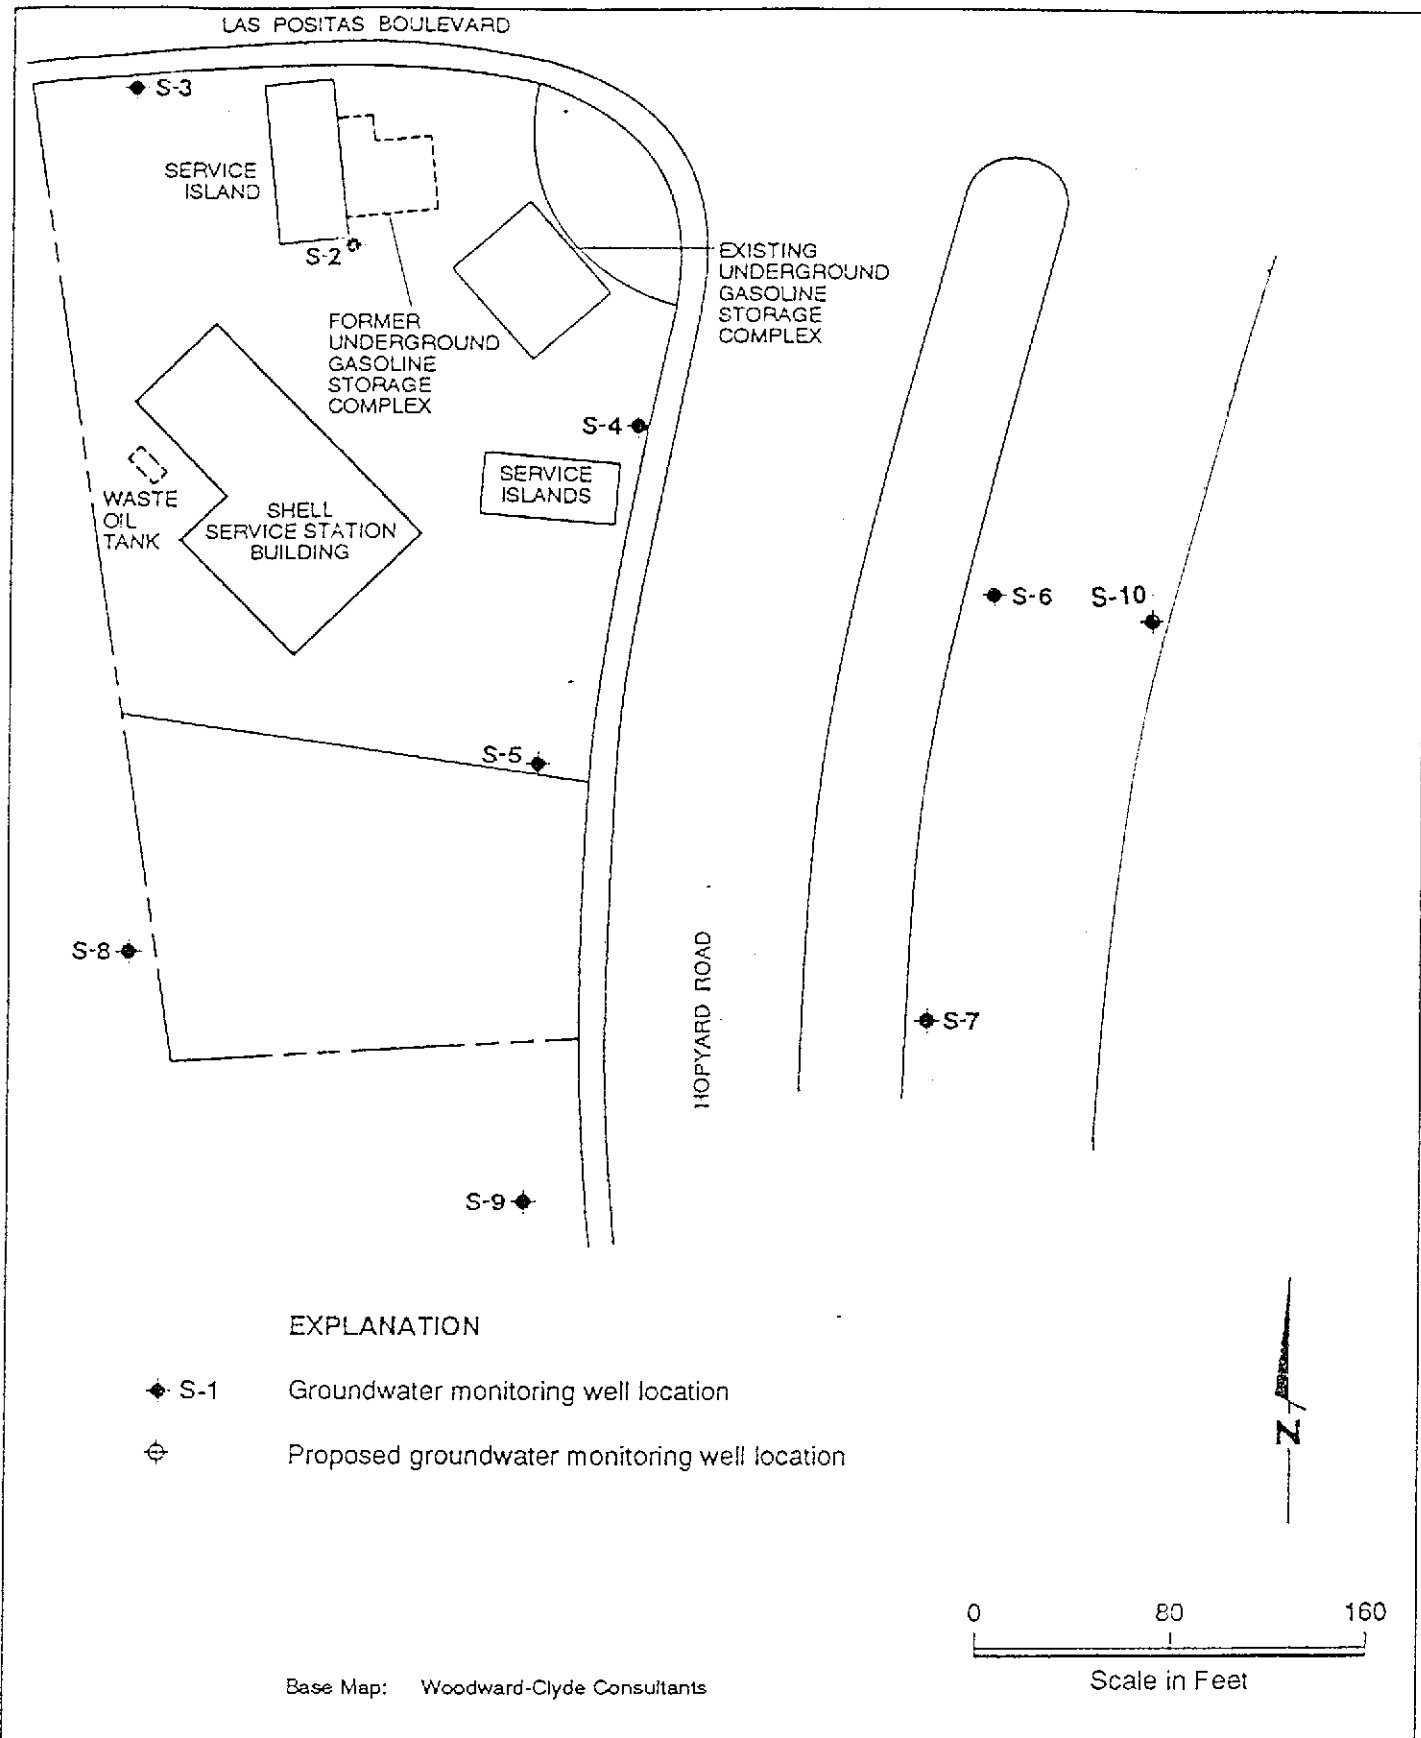 LAS POSITAS BOULEVARD
S-3
SERVICE
ISLAND
S-2
EXISTING
UNDERGROUND
GASOLINE
STORAGE
COMPLEX
FORMER
UNDERGROUND
GASOLINE
STORAGE
COMPLEX
S-4
SERVICE
ISLANDS
WASTE
OIL
TANK
SHELL
SERVICE STATION
BUILDING
S-6
S-10
S-5
S-8
HOPYARD ROAD
S-7
S-9
EXPLANATION
S-1 Groundwater monitoring well location
Proposed groundwater monitoring well location
N
0 80 160
Scale in Feet
Base Map: Woodward-Clyde Consultants